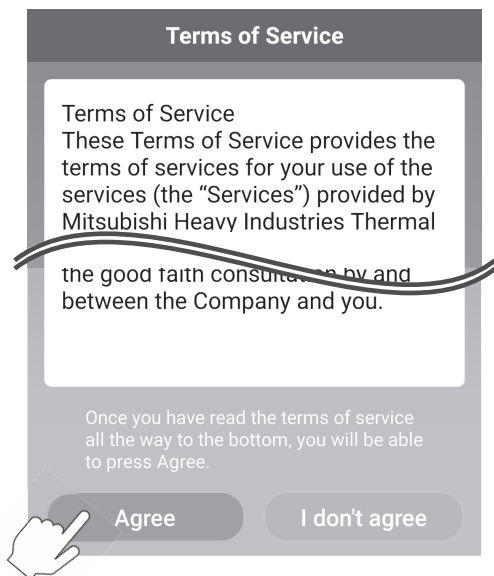 Terms of Service
Terms of Service
These Terms of Service provides the
terms of services for your use of the
services (the “Services”) provided by
Mitsubishi Heavy Industries Thermal
the good faith consultation by and
between the Company and you.
Once you have read the terms of service
all the way to the bottom, you will be able
to press Agree.
Agree
I don't agree